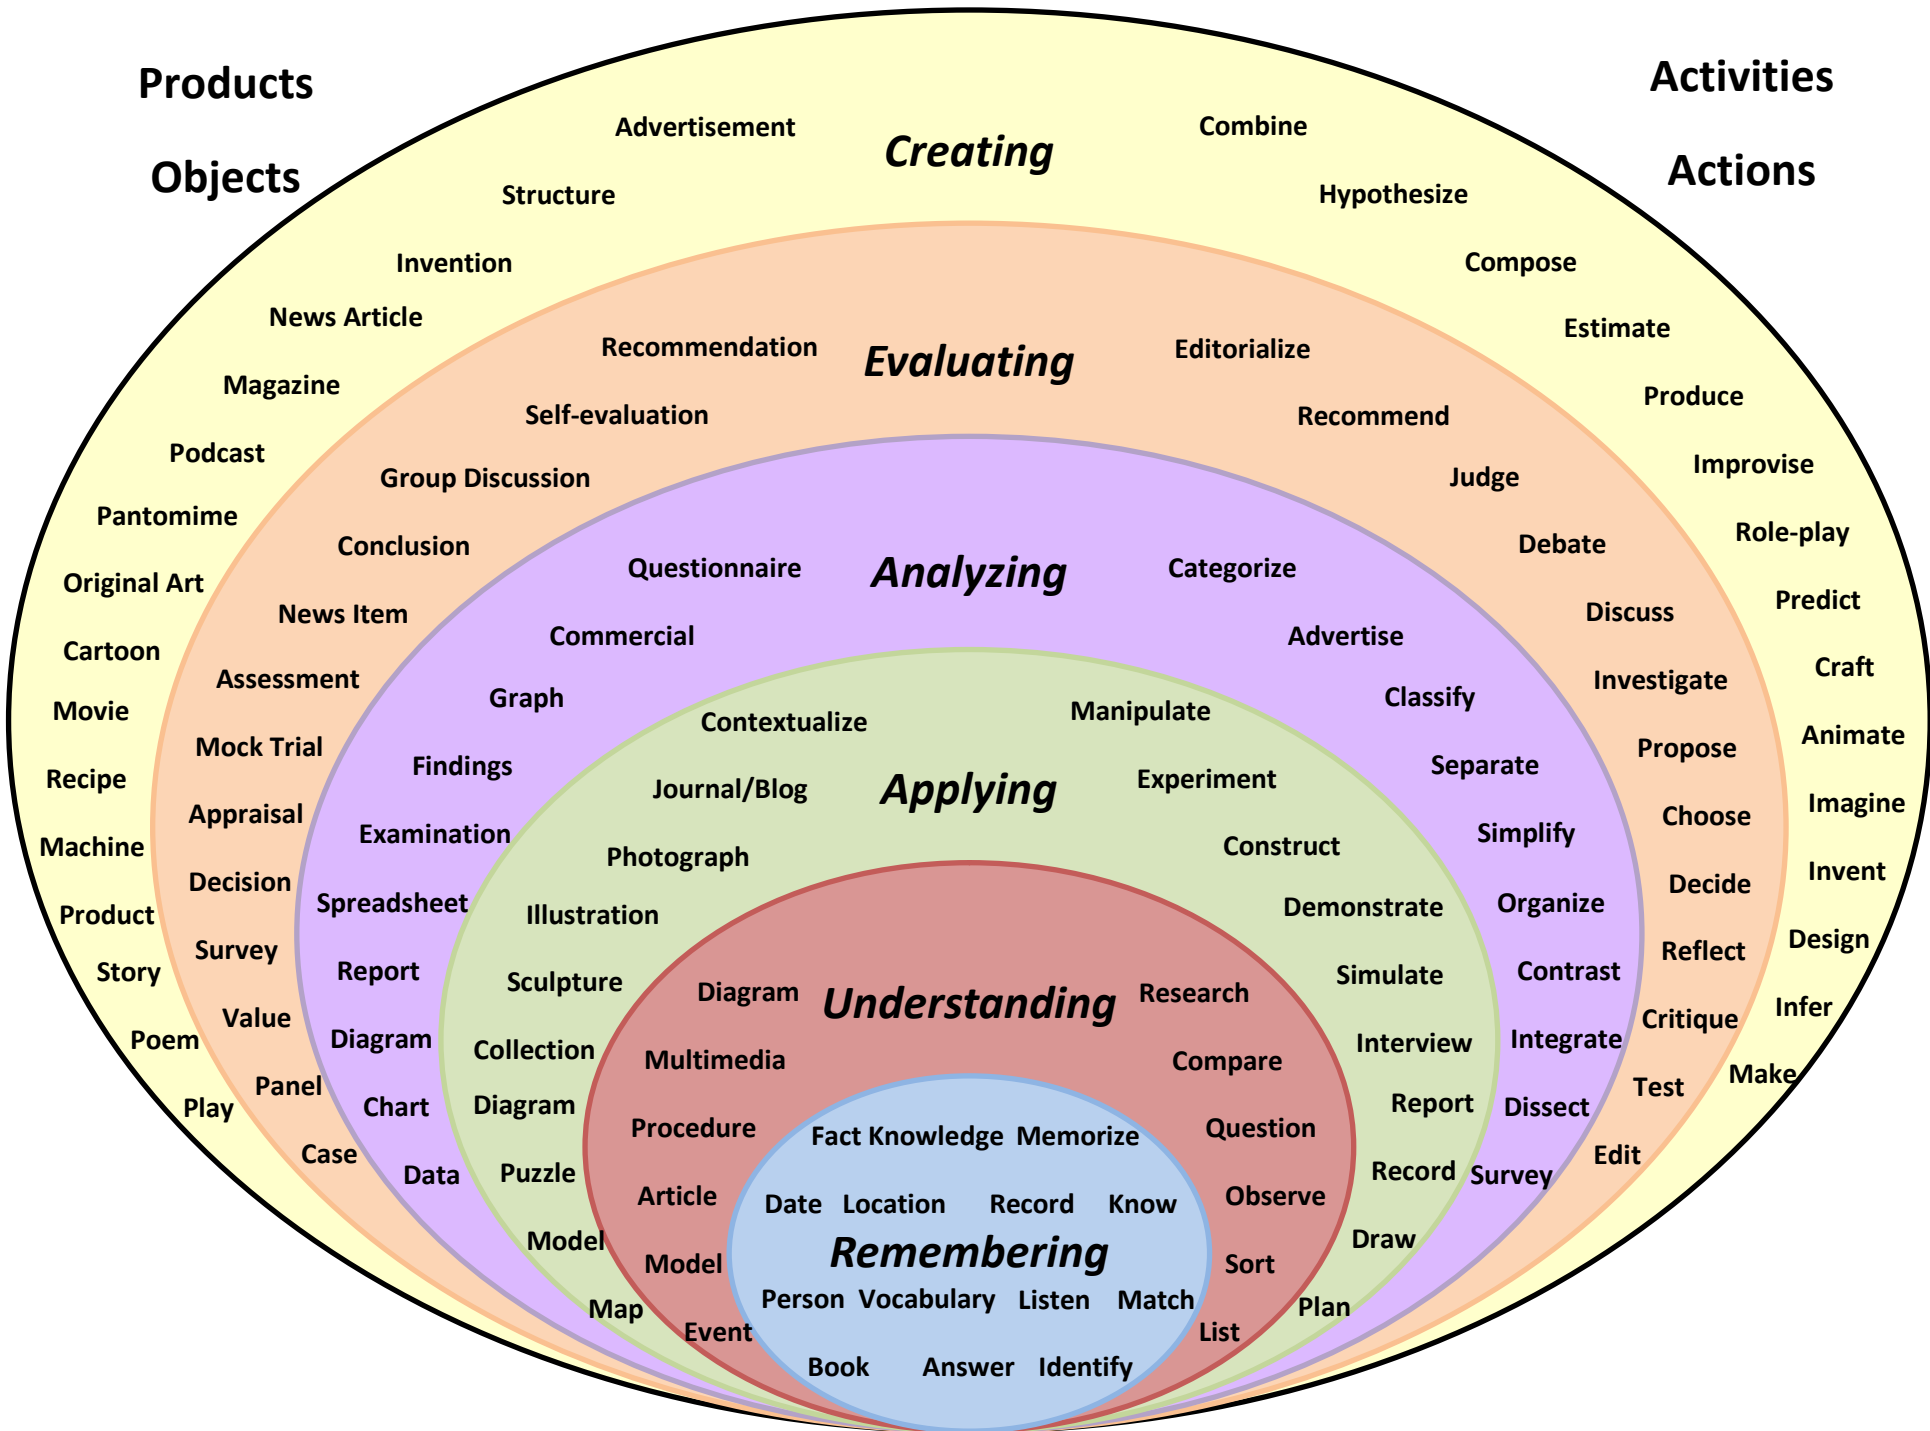 Products
Objects
Activities
Actions
Creating
Advertisement
Structure
Invention
News Article
Magazine
Podcast
Pantomime
Original Art
Cartoon
Movie
Recipe
Machine
Product
Story
Poem
Play
Combine
Hypothesize
Compose
Estimate
Produce
Improvise
Role-play
Predict
Craft
Animate
Imagine
Invent
Design
Infer
Make
Evaluating
Recommendation
Self-evaluation
Group Discussion
Conclusion
News Item
Assessment
Mock Trial
Appraisal
Decision
Survey
Value
Panel
Case
Editorialize
Recommend
Judge
Debate
Discuss
Investigate
Propose
Choose
Decide
Reflect
Critique
Test
Edit
Analyzing
Questionnaire
Commercial
Graph
Findings
Examination
Spreadsheet
Report
Diagram
Chart
Data
Categorize
Advertise
Classify
Separate
Simplify
Organize
Contrast
Integrate
Dissect
Survey
Applying
Contextualize
Journal/Blog
Photograph
Illustration
Sculpture
Collection
Diagram
Puzzle
Model
Map
Manipulate
Experiment
Construct
Demonstrate
Simulate
Interview
Report
Record
Draw
Plan
Understanding
Diagram
Multimedia
Procedure
Article
Model
Event
Research
Compare
Question
Observe
Sort
List
Fact Knowledge Memorize
Date Location Record Know
Remembering
Person Vocabulary Listen Match
Book Answer Identify